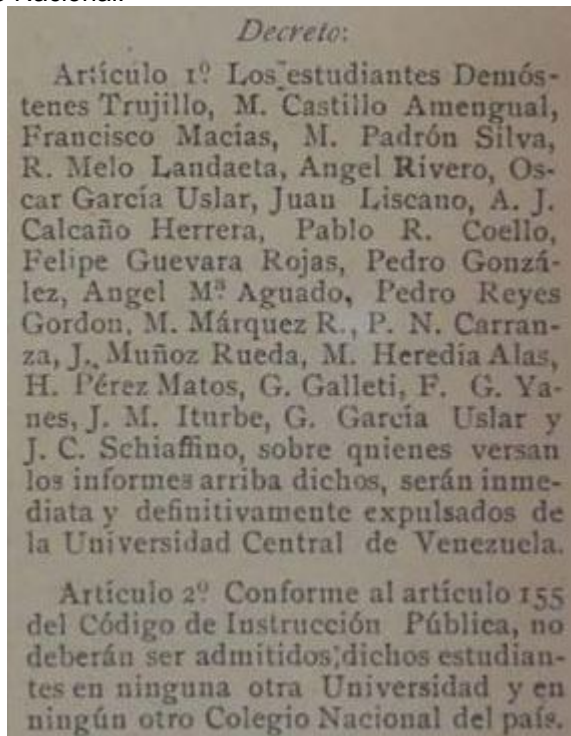 Nacional.
Decreto:
Artículo 1º Los estudiantes Demós-
tenes Trujillo, M. Castillo Amengual,
Francisco Macias, M. Padrón Silva,
R. Melo Landaeta, Angel Rivero, Os-
car García Uslar, Juan Liscano, A. J.
Calcaño Herrera, Pablo R. Coello,
Felipe Guevara Rojas, Pedro Gonzá-
lez, Angel Mª Aguado, Pedro Reyes
Gordon, M. Márquez R., P. N. Carran-
za, J. Muñoz Rueda, M. Heredia Alas,
H. Pérez Matos, G. Galleti, F. G. Ya-
nes, J. M. Iturbe, G. García Uslar y
J. C. Schiaffino, sobre qnienes versan
los informes arriba dichos, serán inme-
diata y definitivamente expulsados de
la Universidad Central de Venezuela.
Artículo 2º Conforme al artículo 155
del Código de Instrucción Pública, no
deberán ser admitidos dichos estudian-
tes en ninguna otra Universidad y en
ningún otro Colegio Nacional del país.